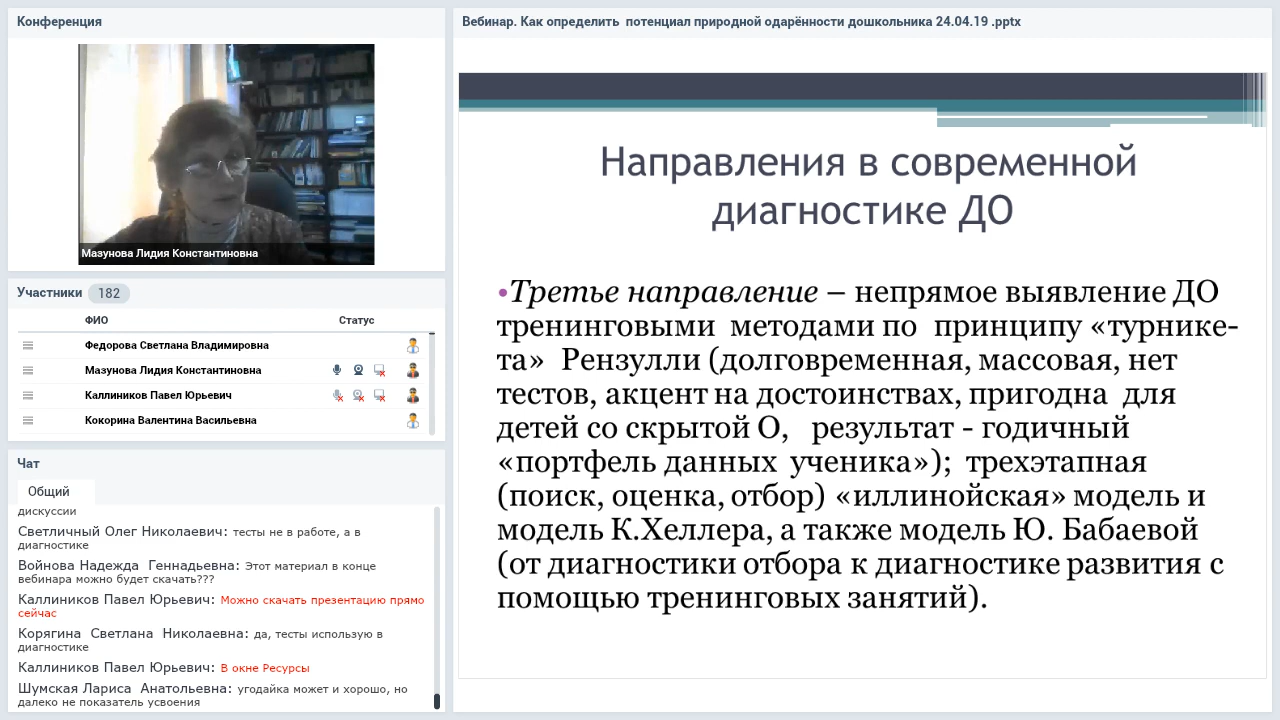 Конференция
Мазунова Лидия Константиновна
Участники 182
ФИО Статус
Федорова Светлана Владимировна
Мазунова Лидия Константиновна
Каллиников Павел Юрьевич
Кокорина Валентина Васильевна
Чат
Общий
дискуссии
Светличный Олег Николаевич: тесты не в работе, а в
диагностике
Войнова Надежда Геннадьевна: Этот материал в конце
вебинара можно будет скачать???
Каллиников Павел Юрьевич: Можно скачать презентацию прямо
сейчас
Корягина Светлана Николаевна: да, тесты использую в
диагностике
Каллиников Павел Юрьевич: В окне Ресурсы
Шумская Лариса Анатольевна: угодайка может и хорошо, но
далеко не показатель усвоения
Вебинар. Как определить потенциал природной одарённости дошкольника 24.04.19 .pptx
Направления в современной
диагностике ДО
•Третье направление – непрямое выявление ДО
тренинговыми методами по принципу «турнике-
та» Рензулли (долговременная, массовая, нет
тестов, акцент на достоинствах, пригодна для
детей со скрытой О, результат - годичный
«портфель данных ученика»); трехэтапная
(поиск, оценка, отбор) «иллинойская» модель и
модель К.Хеллера, а также модель Ю. Бабаевой
(от диагностики отбора к диагностике развития с
помощью тренинговых занятий).